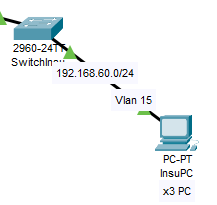 2960-24TT
SwitchInsu
192.168.60.0/24
Vlan 15
PC-PT
InsuPC
x3 PC